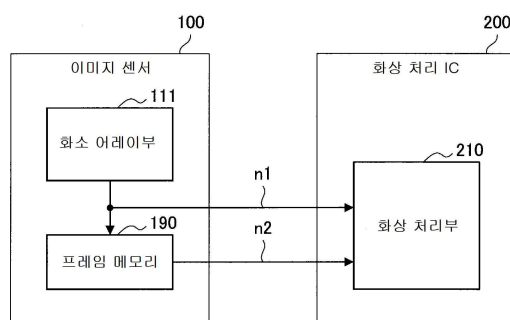 100
이미지 센서
111
화소 어레이부
190
프레임 메모리
n1
n2
200
화상 처리 IC
210
화상 처리부